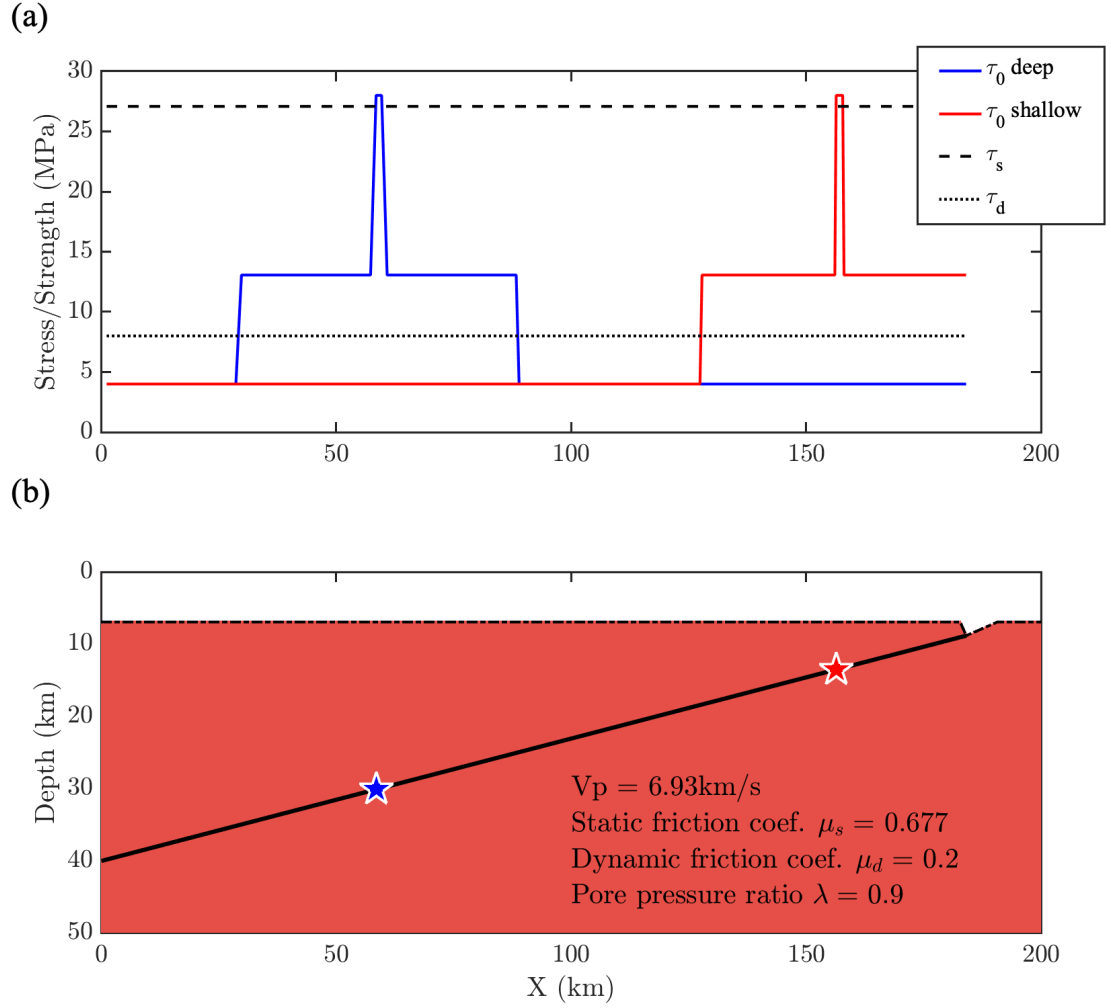 (a)
30
25
20
15
10
5
0
Stress/Strength (MPa)
τ0 deep
τ0 shallow
τs
τd
0 50 100 150 200
(b)
0
10
20
30
40
50
Depth (km)
Vp = 6.93km/s
Static friction coef. μs = 0.677
Dynamic friction coef. μd = 0.2
Pore pressure ratio λ = 0.9
0 50 100 150 200
X (km)